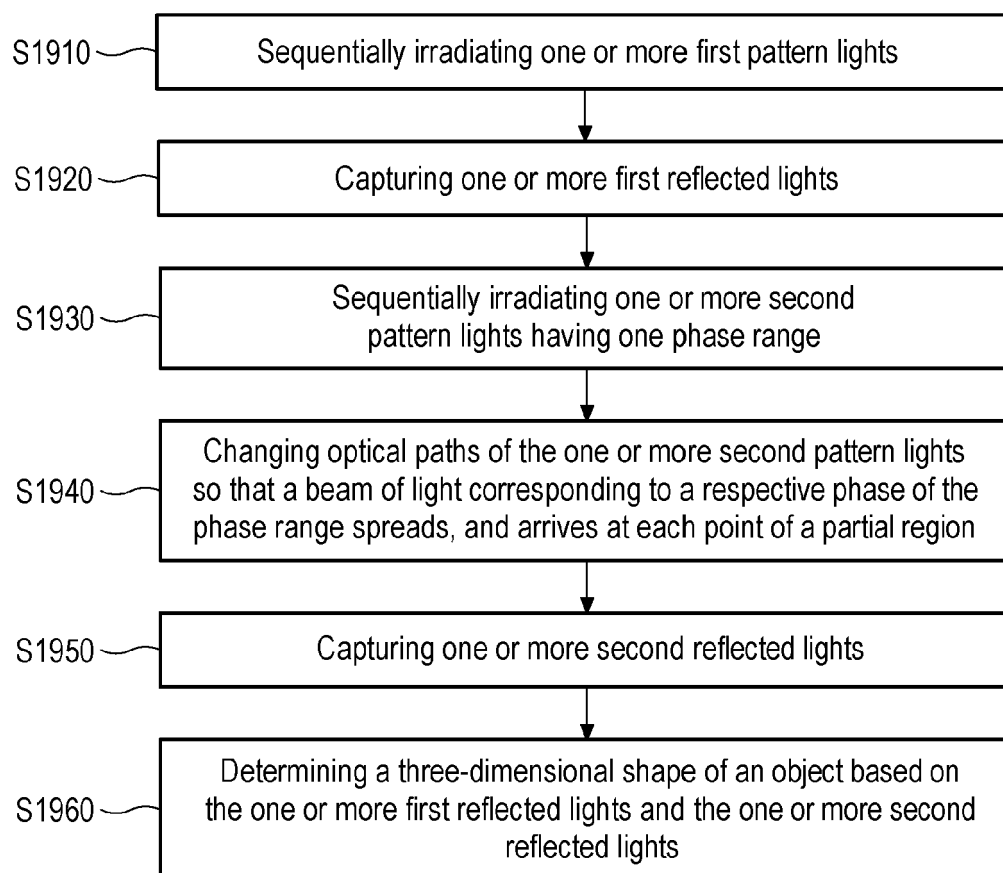 S1910
Sequentially irradiating one or more first pattern lights
S1920
Capturing one or more first reflected lights
S1930
Sequentially irradiating one or more second
pattern lights having one phase range
S1940
Changing optical paths of the one or more second pattern lights
so that a beam of light corresponding to a respective phase of the
phase range spreads, and arrives at each point of a partial region
S1950
Capturing one or more second reflected lights
S1960
Determining a three-dimensional shape of an object based on
the one or more first reflected lights and the one or more second
reflected lights